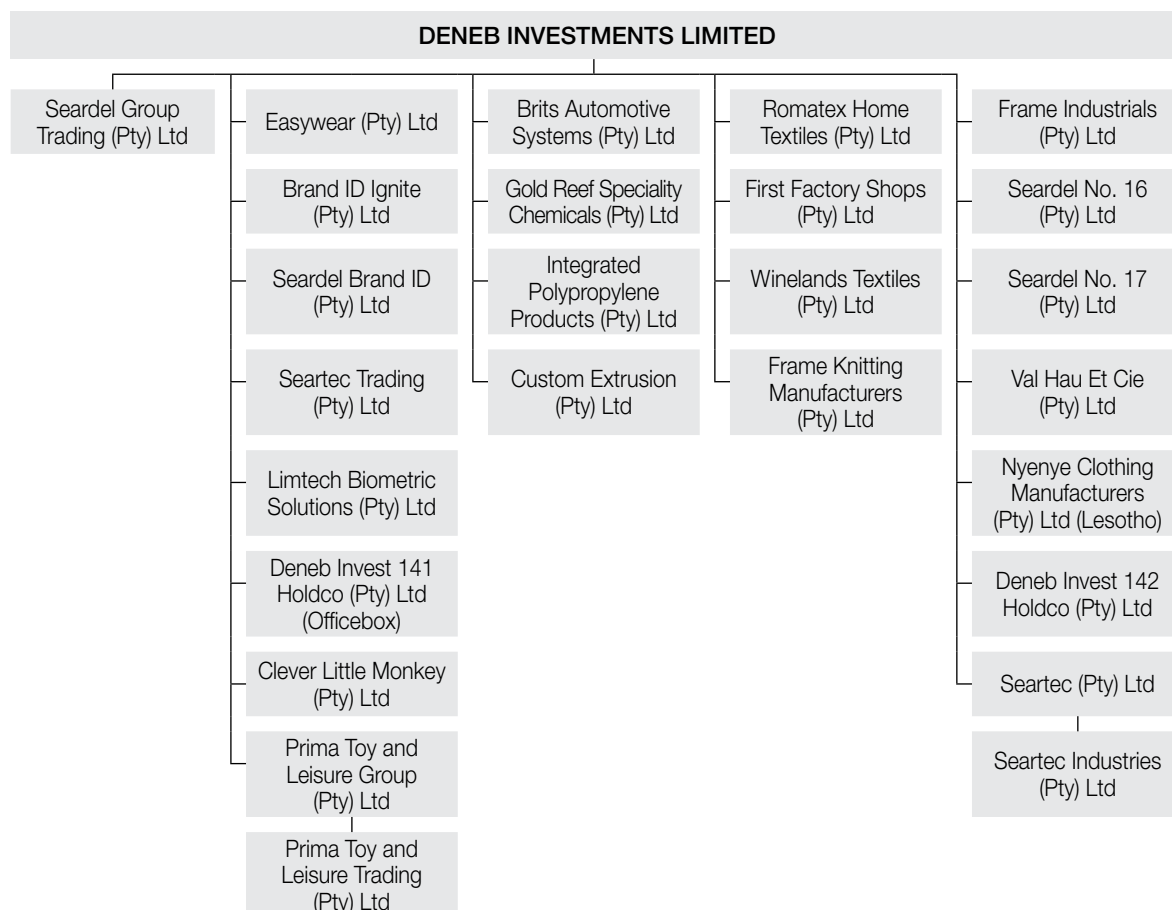 DENEB INVESTMENTS LIMITED
Seardel Group
Trading (Pty) Ltd
Easywear (Pty) Ltd
Brand ID Ignite
(Pty) Ltd
Seardel Brand ID
(Pty) Ltd
Seartec Trading
(Pty) Ltd
Limtech Biometric
Solutions (Pty) Ltd
Deneb Invest 141
Holdco (Pty) Ltd
(Officebox)
Clever Little Monkey
(Pty) Ltd
Prima Toy and
Leisure Group
(Pty) Ltd
Prima Toy and
Leisure Trading
(Pty) Ltd
Brits Automotive
Systems (Pty) Ltd
Gold Reef Speciality
Chemicals (Pty) Ltd
Integrated
Polypropylene
Products (Pty) Ltd
Custom Extrusion
(Pty) Ltd
Romatex Home
Textiles (Pty) Ltd
First Factory Shops
(Pty) Ltd
Winelands Textiles
(Pty) Ltd
Frame Knitting
Manufacturers
(Pty) Ltd
Frame Industrials
(Pty) Ltd
Seardel No. 16
(Pty) Ltd
Seardel No. 17
(Pty) Ltd
Val Hau Et Cie
(Pty) Ltd
Nyenye Clothing
Manufacturers
(Pty) Ltd (Lesotho)
Deneb Invest 142
Holdco (Pty) Ltd
Seartec (Pty) Ltd
Seartec Industries
(Pty) Ltd